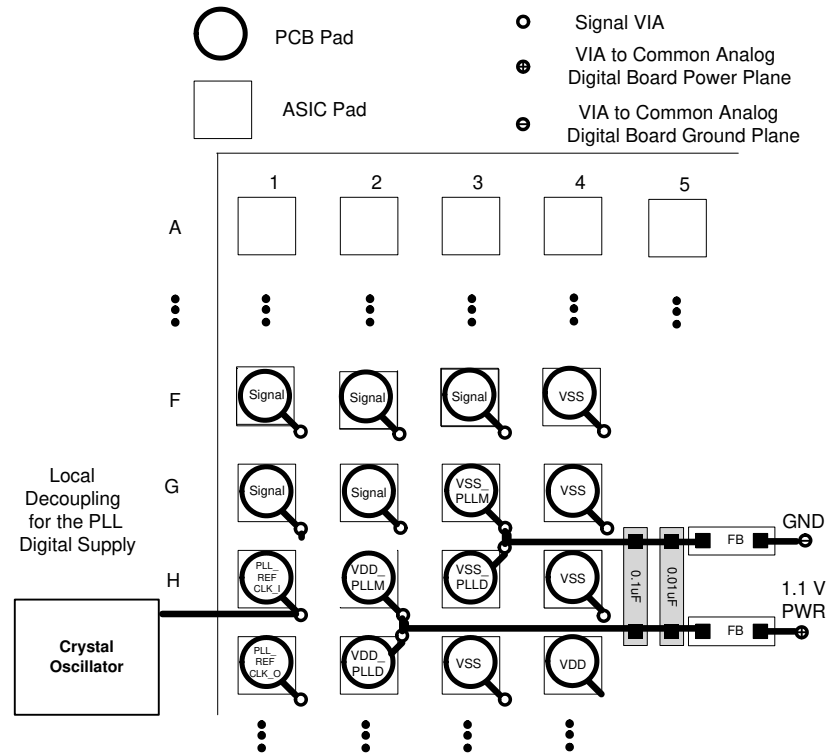 PCB Pad
ASIC Pad
Signal VIA
VIA to Common Analog
Digital Board Power Plane
VIA to Common Analog
Digital Board Ground Plane
1 2 3 4 5
A
F
Signal Signal Signal VSS
Local
Decoupling
for the PLL
Digital Supply
G
Signal Signal VSS_
PLLM
VSS
GND
FB
0.1uF
0.01uF
H
PLL_
REF
CLK_I
VDD_
PLLM
VSS_
PLLD
VSS
1.1 V
PWR
FB
Crystal
Oscillator
PLL_
REF
CLK_O
VDD_
PLLD
VSS
VDD